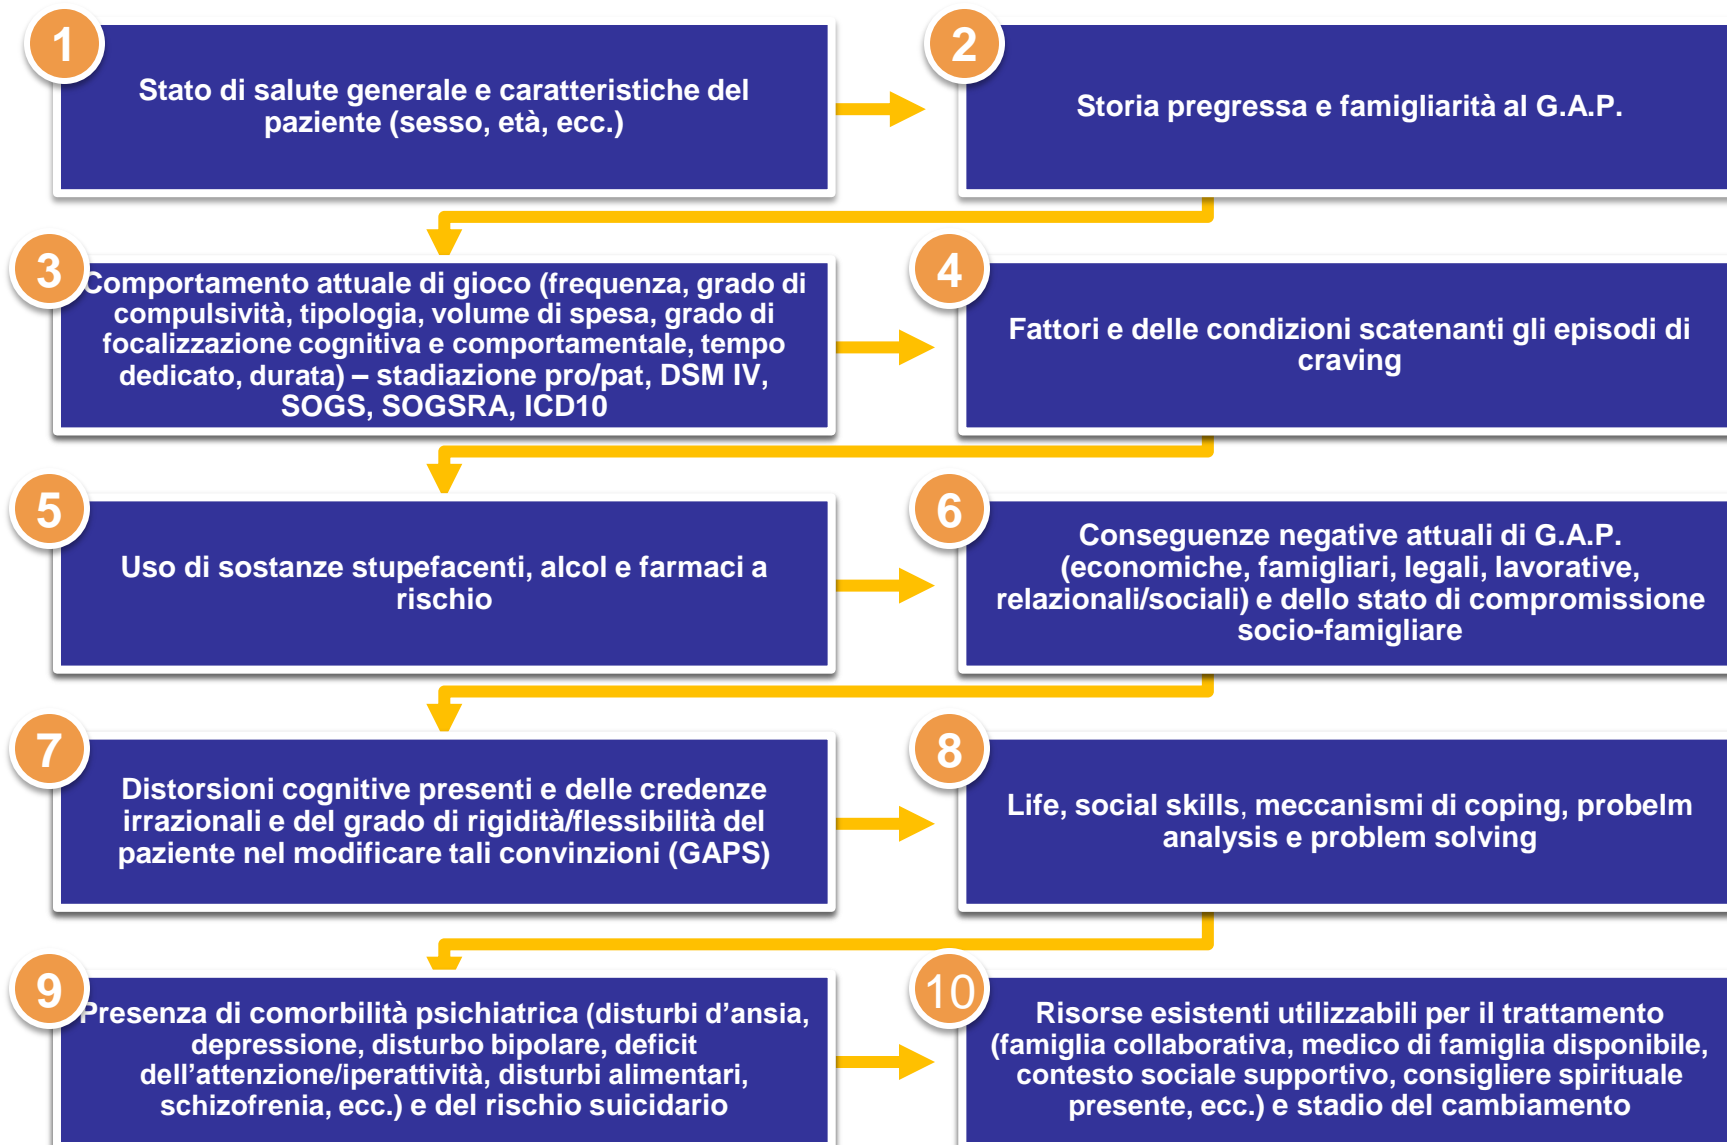 1
Stato di salute generale e caratteristiche del
paziente (sesso, età, ecc.)
2
Storia pregressa e famigliarità al G.A.P.
3
Comportamento attuale di gioco (frequenza, grado di
compulsività, tipologia, volume di spesa, grado di
focalizzazione cognitiva e comportamentale, tempo
dedicato, durata) – stadiazione pro/pat, DSM IV,
SOGS, SOGSRA, ICD10
4
Fattori e delle condizioni scatenanti gli episodi di
craving
5
Uso di sostanze stupefacenti, alcol e farmaci a
rischio
6
Conseguenze negative attuali di G.A.P.
(economiche, famigliari, legali, lavorative,
relazionali/sociali) e dello stato di compromissione
socio-famigliare
7
Distorsioni cognitive presenti e delle credenze
irrazionali e del grado di rigidità/flessibilità del
paziente nel modificare tali convinzioni (GAPS)
8
Life, social skills, meccanismi di coping, probelm
analysis e problem solving
9
Presenza di comorbilità psichiatrica (disturbi d’ansia,
depressione, disturbo bipolare, deficit
dell’attenzione/iperattività, disturbi alimentari,
schizofrenia, ecc.) e del rischio suicidario
10
Risorse esistenti utilizzabili per il trattamento
(famiglia collaborativa, medico di famiglia disponibile,
contesto sociale supportivo, consigliere spirituale
presente, ecc.) e stadio del cambiamento